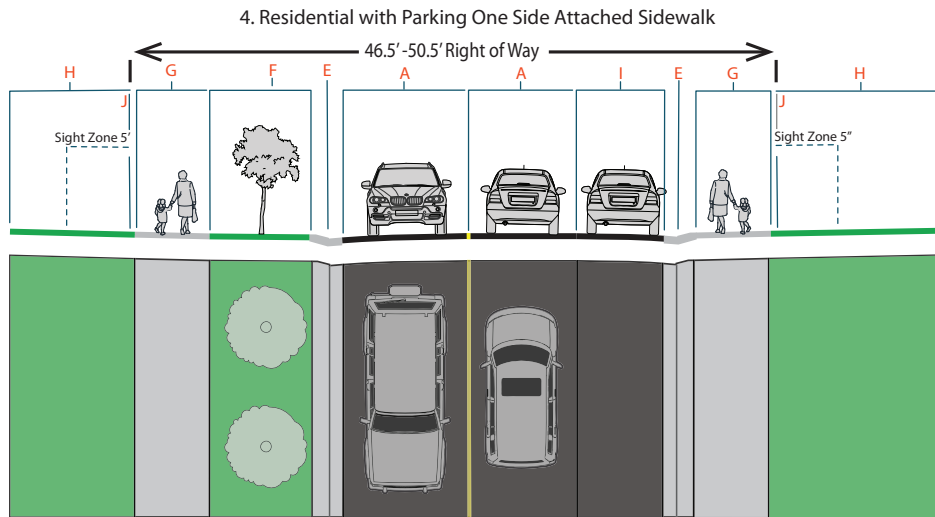 4. Residential with Parking One Side Attached Sidewalk
46.5’ -50.5’ Right of Way
H G F E A A I E G H
J J
Sight Zone 5’ Sight Zone 5”